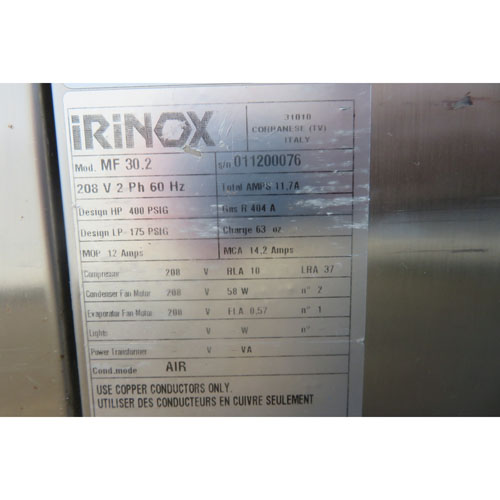 iRiNOX
31010
CORBANESE (TV)
ITALY
Mod. MF 30.2 s/n 011200076
208 V 2 Ph 60 Hz Total AMPS 11,7A
Design HP 400 PSIG Gas R 404 A
Design LP 175 PSIG Charge 63 oz
MOP 12 Amps MCA 14,2 Amps
Compressor 208 V RLA 10 LRA 37
Condenser Fan Motor 208 V 58 W n° 2
Evaporator Fan Motor 208 V FLA 0,57 n° 1
Lights - V - W n°
Power Transformer - V - VA
Cond.mode AIR
USE COPPER CONDUCTORS ONLY.
UTILISER DES CONDUCTEURS EN CUIVRE SEULEMENT